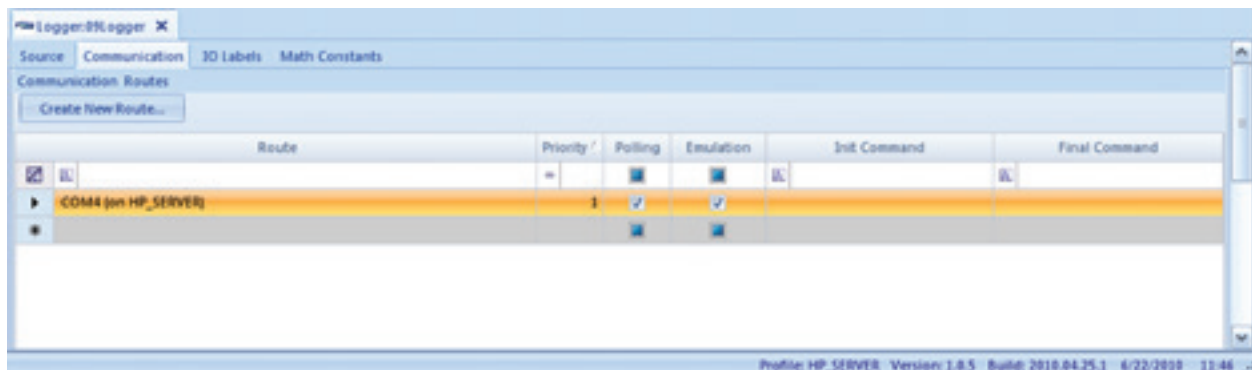 Logger:09Logger
Source Communication IO Labels Math Constants
Communication Routes
Create New Route...
Route Priority Polling Emulation Init Command Final Command
=
COM4 (on HP_SERVER) 1
Profile: HP_SERVER Version: 1.0.5 Build: 2010.04.25.1 6/22/2010 11:46